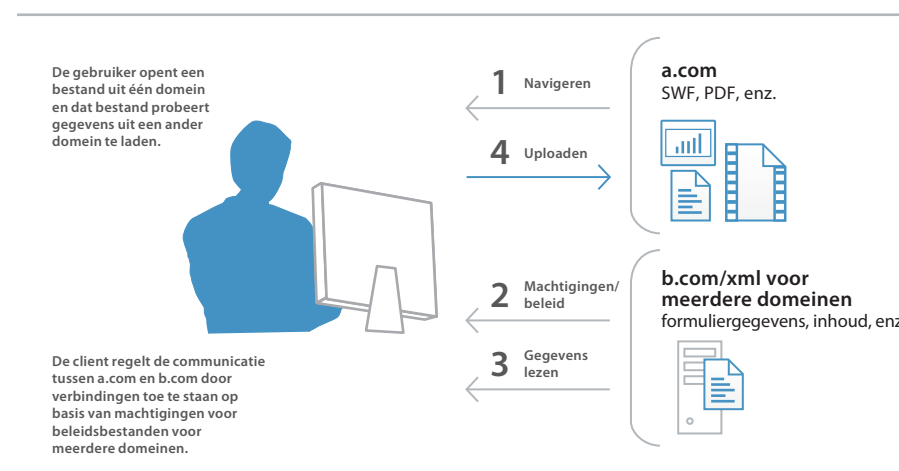 De gebruiker opent een
bestand uit één domein
en dat bestand probeert
gegevens uit een ander
domein te laden.
1 Navigeren
4 Uploaden
a.com
SWF, PDF, enz.
2 Machtigingen/
beleid
3 Gegevens
lezen
b.com/xml voor
meerdere domeinen
formuliergegevens, inhoud, enz
De client regelt de communicatie
tussen a.com en b.com door
verbindingen toe te staan op
basis van machtigingen voor
beleidsbestanden voor
meerdere domeinen.